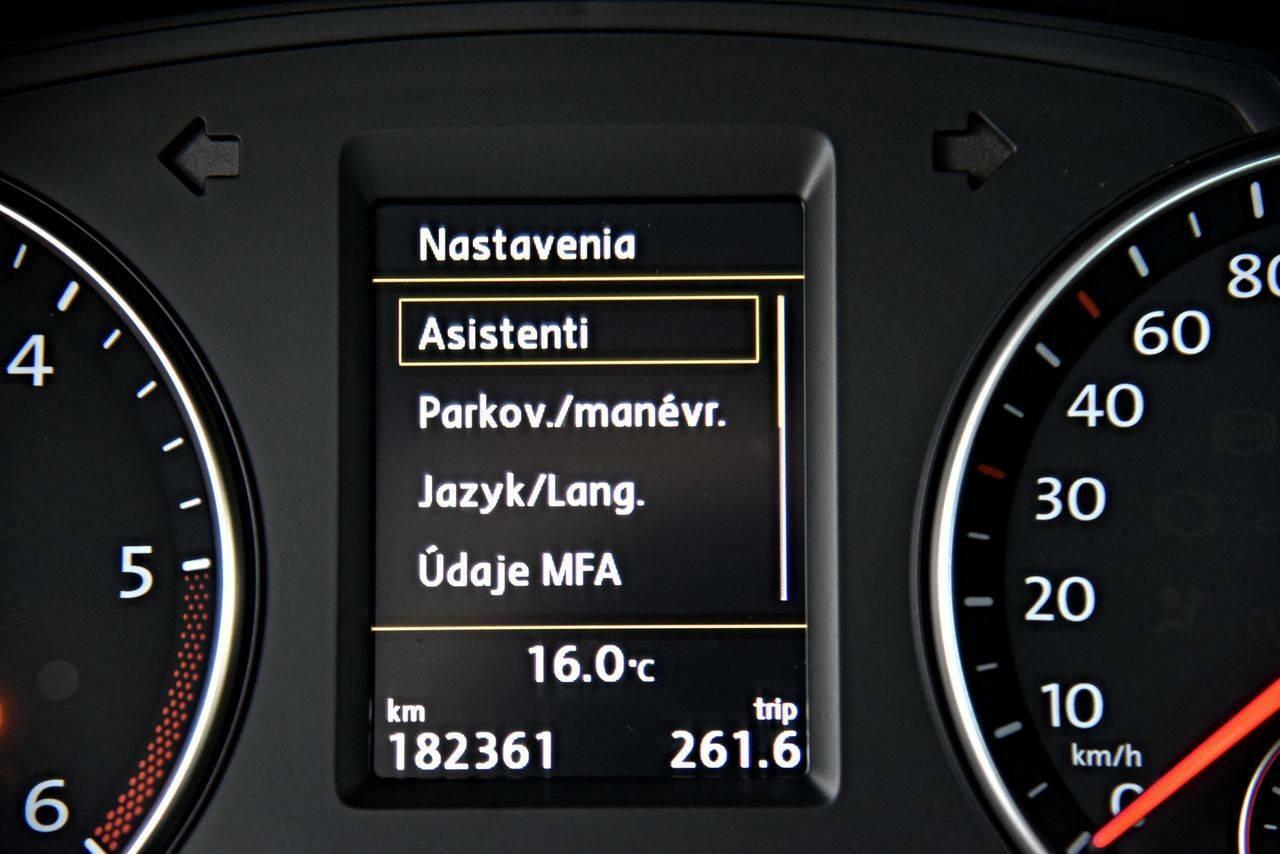 Nastavenia
Asistenti
Parkov./manévr.
Jazyk/Lang.
Údaje MFA
16.0°C
km trip
182361 261.6
4
5
6
80
60
40
30
20
10
km/h
0